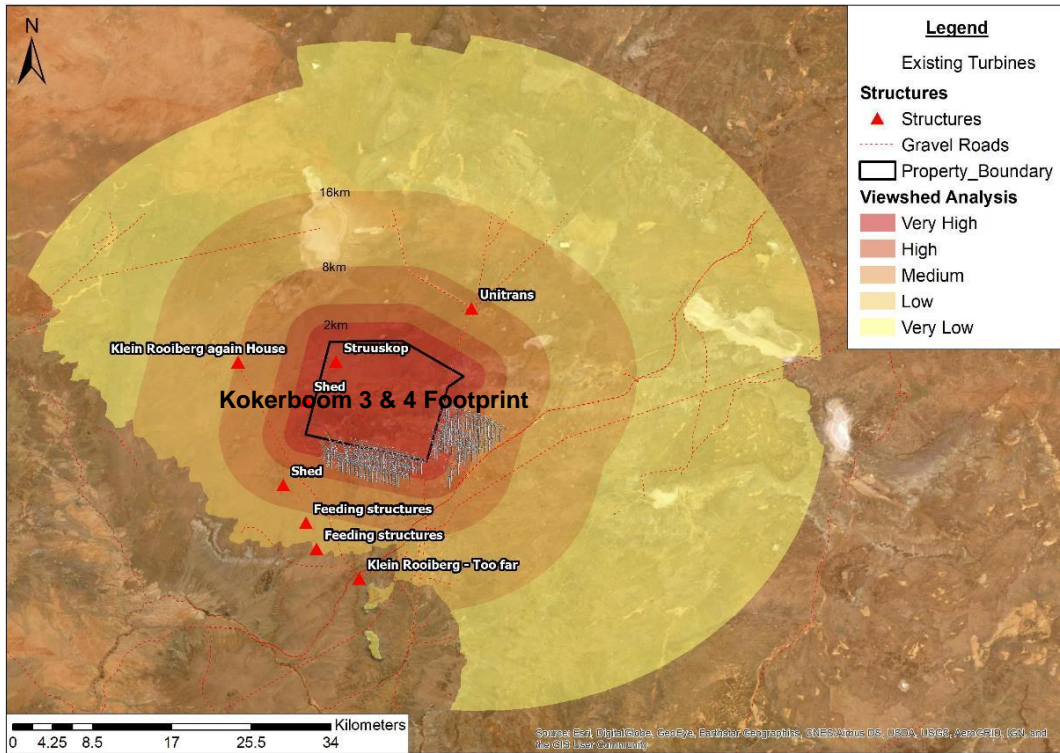 N
16km
8km
2km
Unitrans
Klein Rooiberg again House
Struuskop
Shed
Kokerboom 3 & 4 Footprint
Shed
Feeding structures
Feeding structures
Klein Rooiberg - Too far
Legend
Existing Turbines
Structures
Structures
Gravel Roads
Property_Boundary
Viewshed Analysis
Very High
High
Medium
Low
Very Low
Kilometers
0 4.25 8.5 17 25.5 34
Source: Esri, DigitalGlobe, GeoEye, Earthstar Geographics, CNES/Airbus DS, USDA, USGS, AeroGRID, IGN, and
the GIS User Community